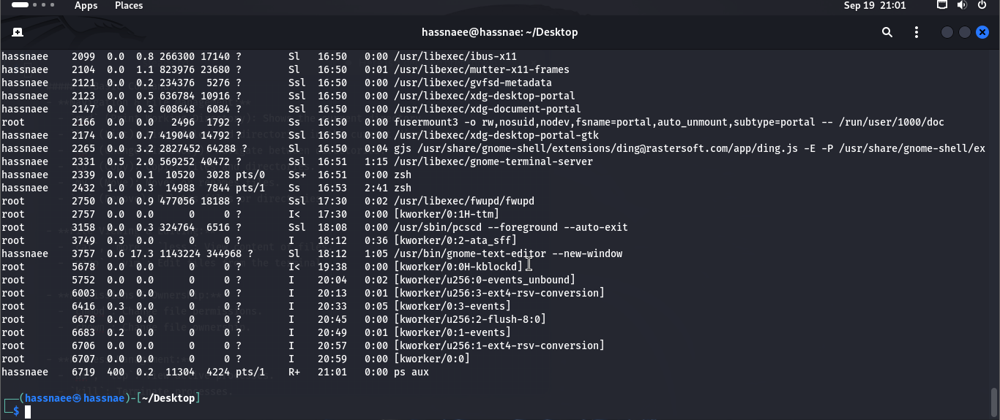 Apps Places Sep 19 21:01
hassnaee@hassnae: ~/Desktop
hassnaee 2099 0.0 0.8 266300 17140 ? Sl 16:50 0:00 /usr/libexec/ibus-x11
hassnaee 2104 0.0 1.1 823976 23680 ? Sl 16:50 0:01 /usr/libexec/mutter-x11-frames
hassnaee 2121 0.0 0.2 234376 5276 ? Ssl 16:50 0:00 /usr/libexec/gvfsd-metadata
hassnaee 2123 0.0 0.5 636784 10916 ? Ssl 16:50 0:00 /usr/libexec/xdg-desktop-portal
hassnaee 2147 0.0 0.3 608648 6084 ? Ssl 16:50 0:00 /usr/libexec/xdg-document-portal
root 2166 0.0 0.0 2496 1792 ? Ss 16:50 0:00 fusermount3 -o rw,nosuid,nodev,fsname=portal,auto_unmount,subtype=portal -- /run/user/1000/doc
hassnaee 2174 0.0 0.7 419040 14792 ? Ssl 16:50 0:00 /usr/libexec/xdg-desktop-portal-gtk
hassnaee 2265 0.0 3.2 2827452 64288 ? Sl 16:50 0:04 gjs /usr/share/gnome-shell/extensions/ding@rastersoft.com/app/ding.js -E -P /usr/share/gnome-shell/ex
hassnaee 2331 0.5 2.0 569252 40472 ? Ssl 16:51 1:15 /usr/libexec/gnome-terminal-server
hassnaee 2339 0.0 0.1 10520 3028 pts/0 Ss+ 16:51 0:00 zsh
hassnaee 2432 1.0 0.3 14988 7844 pts/1 Ss 16:53 2:41 zsh
root 2750 0.0 0.9 477056 18188 ? Ssl 17:30 0:02 /usr/libexec/fwupd/fwupd
root 2757 0.0 0.0 0 0 ? I< 17:30 0:00 [kworker/0:1H-ttm]
root 3158 0.0 0.3 324764 6516 ? Ssl 18:08 0:00 /usr/sbin/pcscd --foreground --auto-exit
root 3749 0.3 0.0 0 0 ? I 18:12 0:36 [kworker/0:2-ata_sff]
hassnaee 3757 0.6 17.3 1143224 344968 ? Sl 18:12 1:05 /usr/bin/gnome-text-editor --new-window
root 5678 0.0 0.0 0 0 ? I< 19:38 0:00 [kworker/0:0H-kblockd]
root 5752 0.0 0.0 0 0 ? I 20:04 0:02 [kworker/u256:0-events_unbound]
root 6003 0.0 0.0 0 0 ? I 20:13 0:01 [kworker/u256:3-ext4-rsv-conversion]
root 6416 0.3 0.0 0 0 ? I 20:33 0:05 [kworker/0:3-events]
root 6678 0.0 0.0 0 0 ? I 20:45 0:00 [kworker/u256:2-flush-8:0]
root 6683 0.2 0.0 0 0 ? I 20:49 0:01 [kworker/0:1-events]
root 6706 0.0 0.0 0 0 ? I 20:57 0:00 [kworker/u256:1-ext4-rsv-conversion]
root 6707 0.0 0.0 0 0 ? I 20:59 0:00 [kworker/0:0]
hassnaee 6719 400 0.2 11304 4224 pts/1 R+ 21:01 0:00 ps aux
┌──(hassnaee㉿hassnae)-[~/Desktop]
└─$